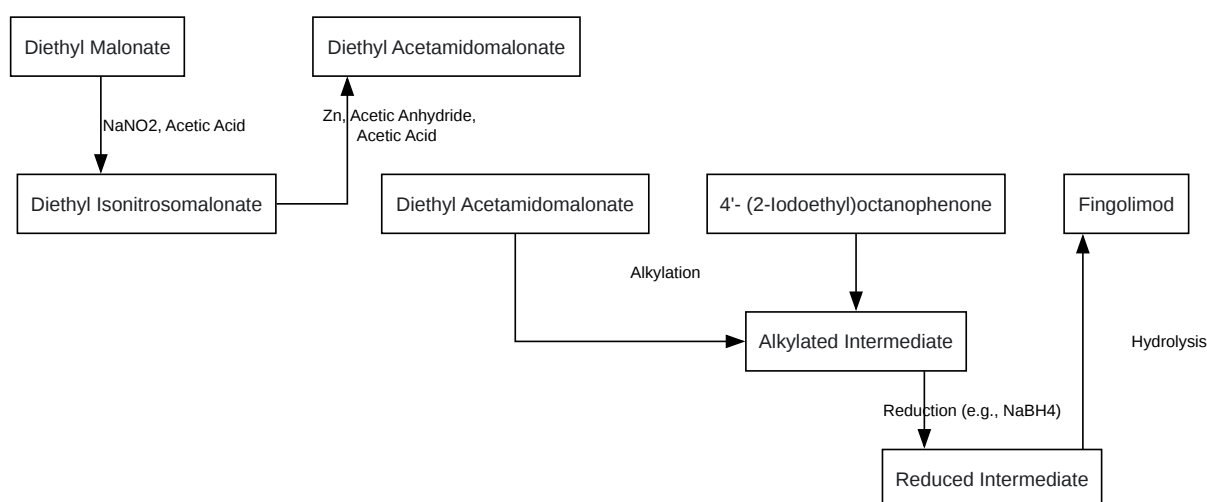 Diethyl Malonate
Diethyl Acetamidomalonate
NaNO2, Acetic Acid
Zn, Acetic Anhydride,
Acetic Acid
Diethyl Isonitrosomalonate
Diethyl Acetamidomalonate
4'- (2-Iodoethyl)octanophenone
Fingolimod
Alkylation
Alkylated Intermediate
Hydrolysis
Reduction (e.g., NaBH4)
Reduced Intermediate